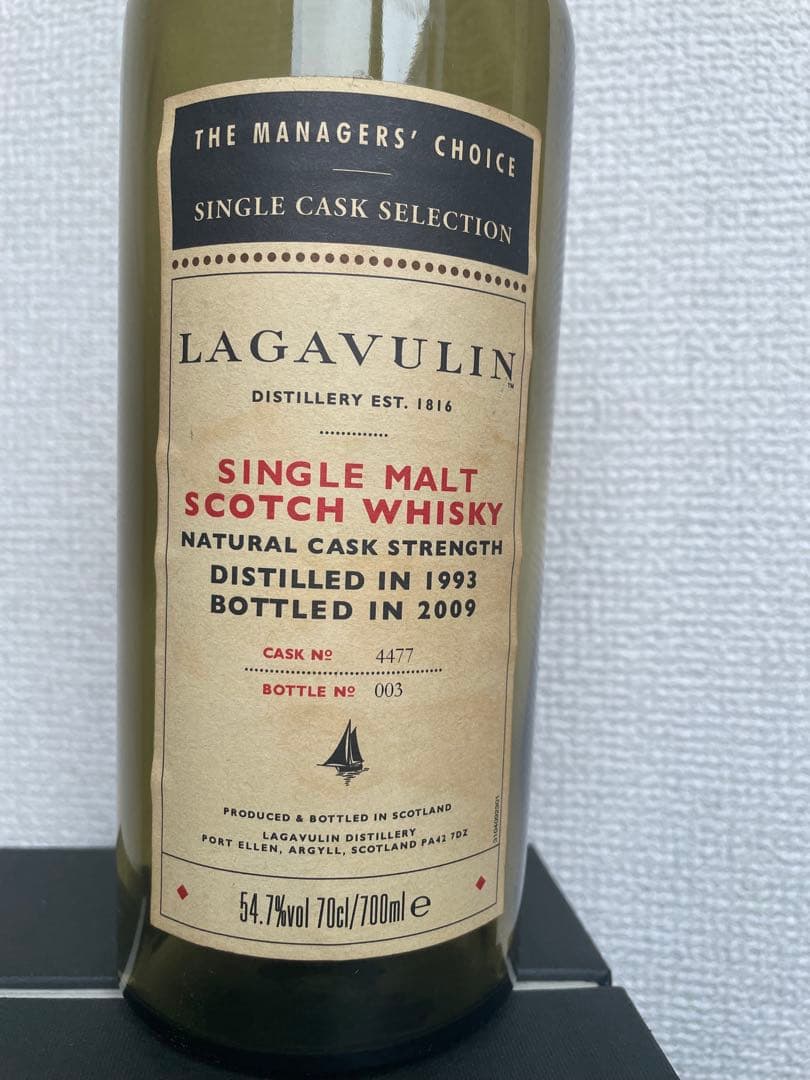 THE MANAGERS' CHOICE
SINGLE CASK SELECTION
LAGAVULIN™
DISTILLERY EST. 1816
SINGLE MALT
SCOTCH WHISKY
NATURAL CASK STRENGTH
DISTILLED IN 1993
BOTTLED IN 2009
CASK Nº 4477
BOTTLE Nº 003
PRODUCED & BOTTLED IN SCOTLAND
LAGAVULIN DISTILLERY
PORT ELLEN, ARGYLL, SCOTLAND PA42 7DZ
54.7%vol 70cl/700ml e